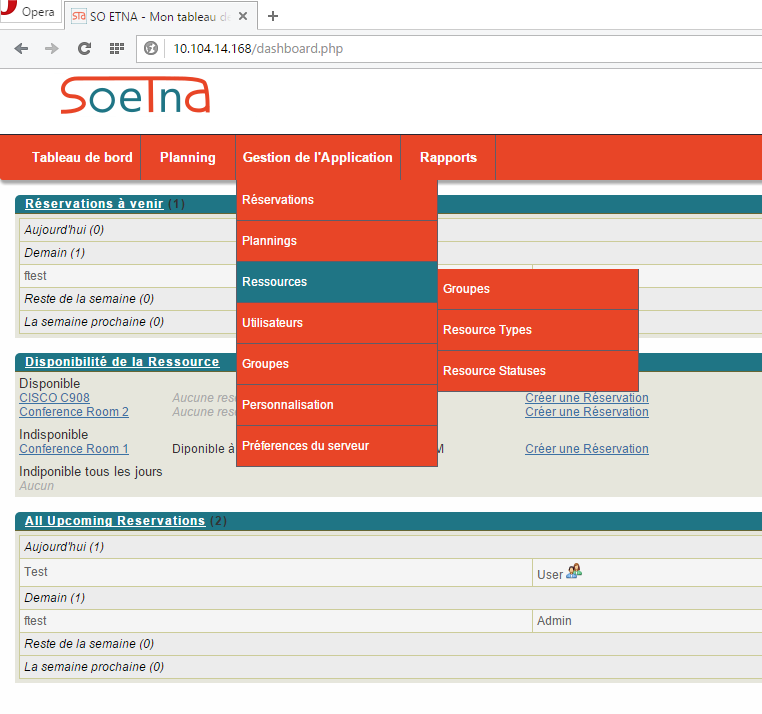 Opera
SO ETNA - Mon tableau de
10.104.14.168/dashboard.php
SoeTna
Tableau de bord Planning Gestion de l'Application Rapports
Réservations à venir (1)
Aujourd'hui (0)
Demain (1)
ftest
Reste de la semaine (0)
La semaine prochaine (0)
Réservations
Plannings
Ressources
Utilisateurs
Groupes
Personnalisation
Préferences du serveur
Groupes
Resource Types
Resource Statuses
Disponibilité de la Ressource
Disponible
CISCO C908 Aucune Créer une Réservation
Conference Room 2 Aucune Créer une Réservation
Indisponible
Conference Room 1 Diponible à Créer une Réservation
Indiponible tous les jours
Aucun
All Upcoming Reservations (2)
Aujourd'hui (1)
Test User
Demain (1)
ftest Admin
Reste de la semaine (0)
La semaine prochaine (0)